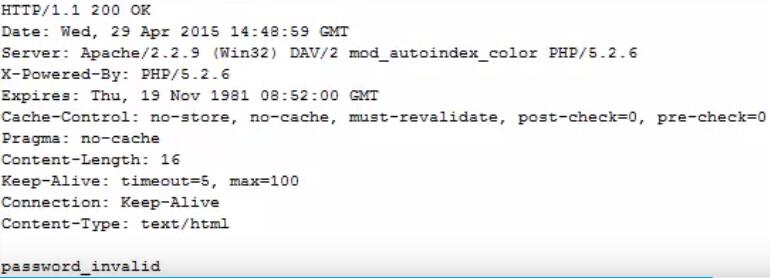 HTTP/1.1 200 OK
Date: Wed, 29 Apr 2015 14:48:59 GMT
Server: Apache/2.2.9 (Win32) DAV/2 mod_autoindex_color PHP/5.2.6
X-Powered-By: PHP/5.2.6
Expires: Thu, 19 Nov 1981 08:52:00 GMT
Cache-Control: no-store, no-cache, must-revalidate, post-check=0, pre-check=0
Pragma: no-cache
Content-Length: 16
Keep-Alive: timeout=5, max=100
Connection: Keep-Alive
Content-Type: text/html
password_invalid